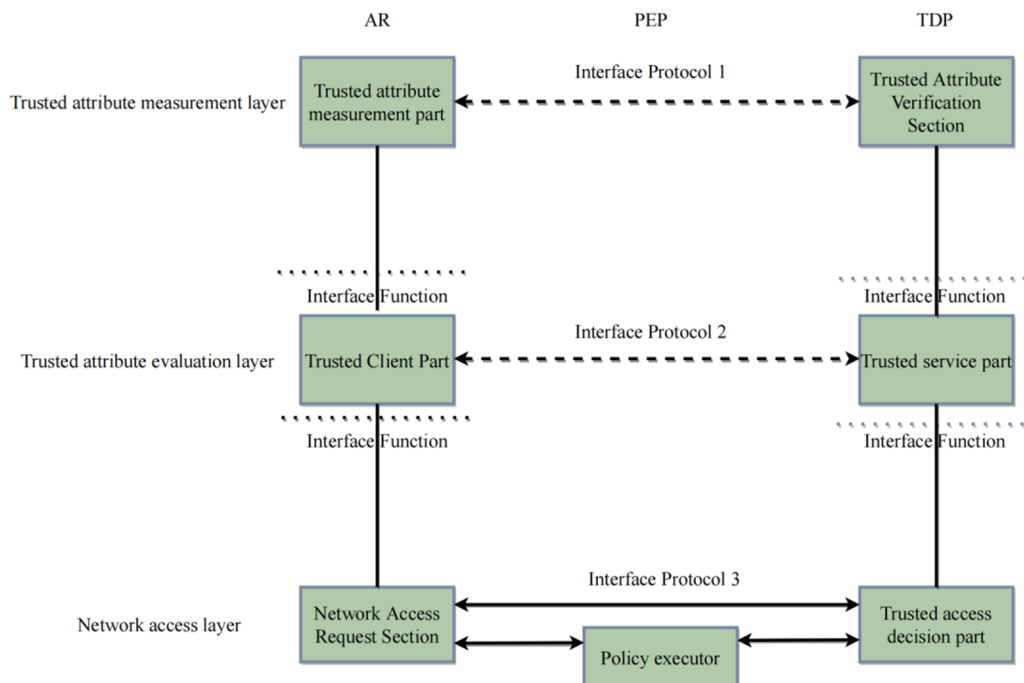 AR PEP TDP
Interface Protocol 1
Trusted attribute measurement layer
Trusted attribute
measurement part
Trusted Attribute
Verification
Section
Interface Function
Interface Function
Interface Protocol 2
Trusted attribute evaluation layer
Trusted Client Part
Trusted service part
Interface Function
Interface Function
Interface Protocol 3
Network access layer
Network Access
Request Section
Trusted access
decision part
Policy executor